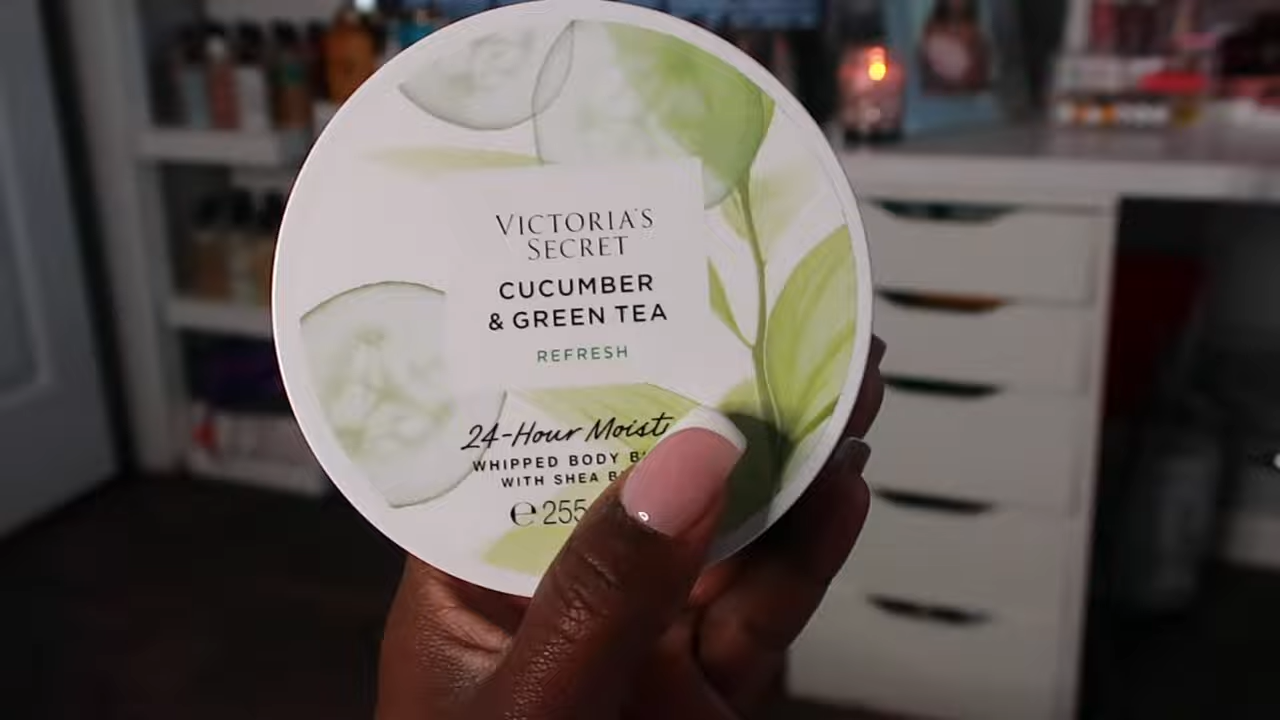 VICTORIA'S
SECRET
CUCUMBER
& GREEN TEA
REFRESH
24-Hour Moist
WHIPPED BODY B
WITH SHEA B
℮ 255